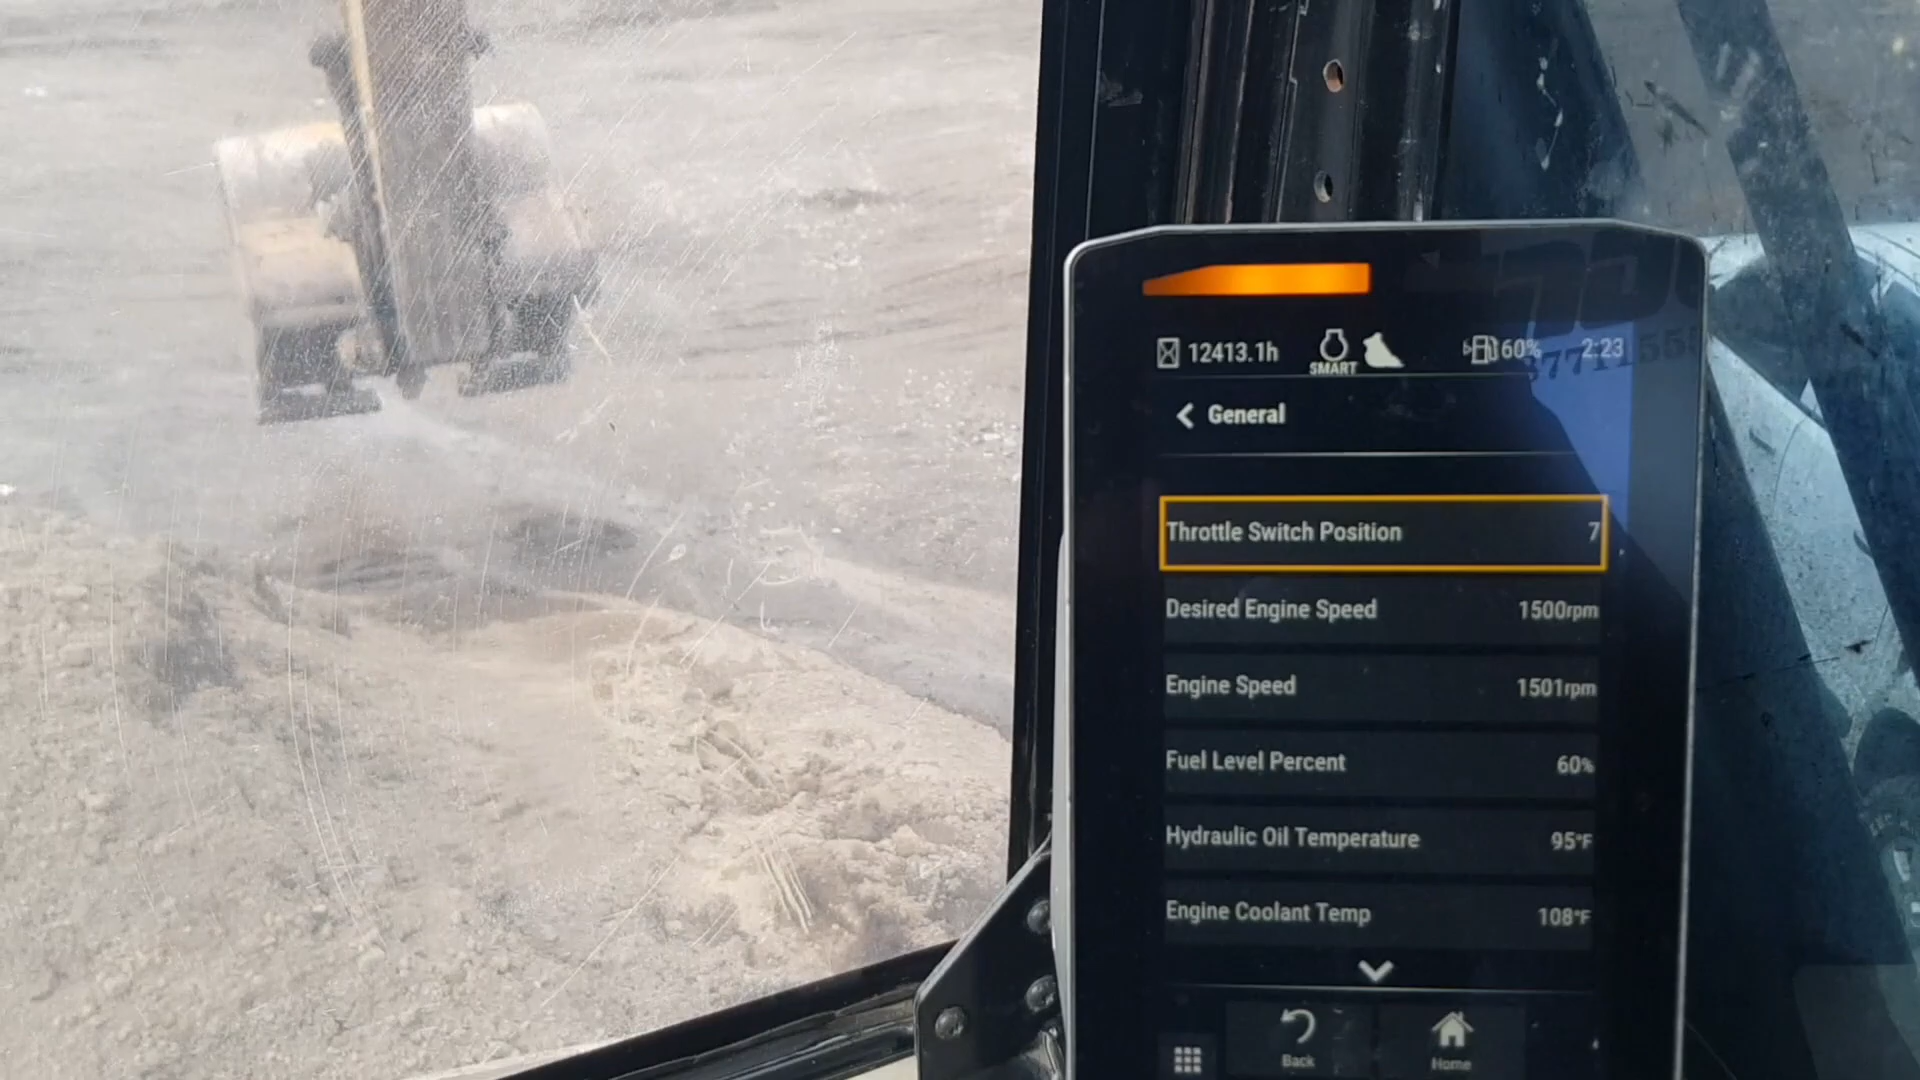 12413.1h SMART 60% 2:23
General
Throttle Switch Position 7
Desired Engine Speed 1500rpm
Engine Speed 1501rpm
Fuel Level Percent 60%
Hydraulic Oil Temperature 95°F
Engine Coolant Temp 108°F
Back Home